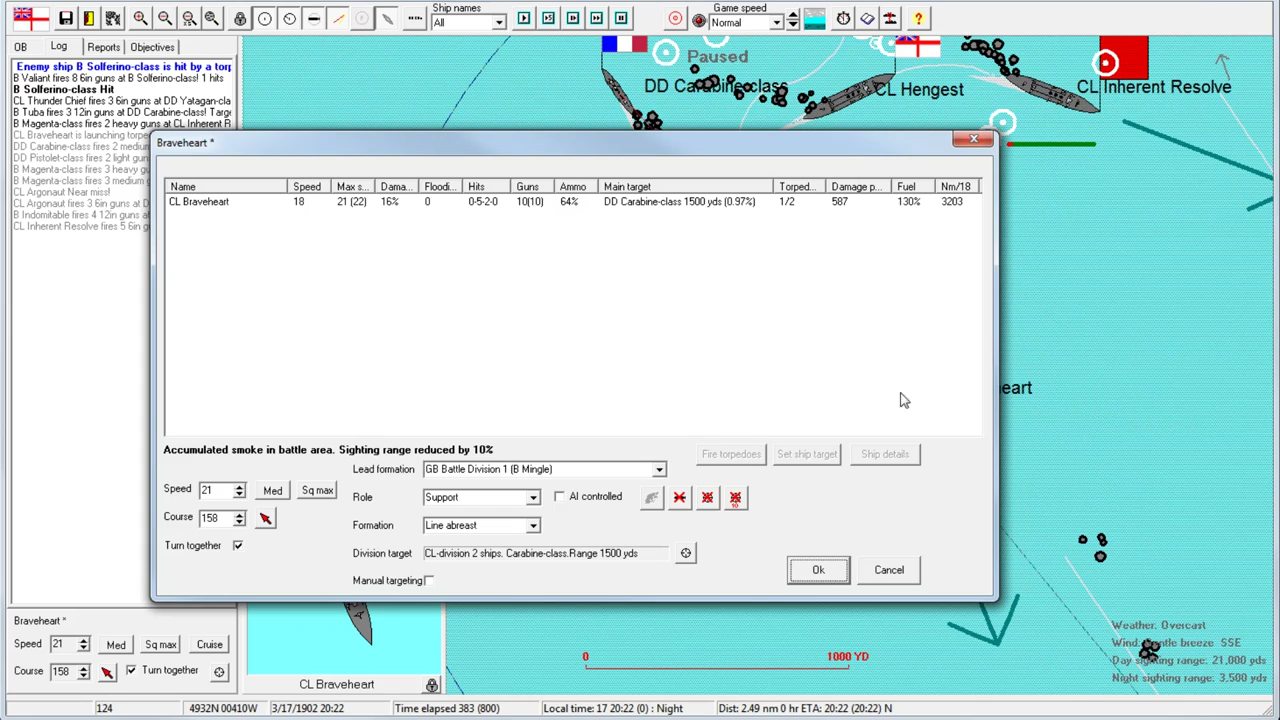 Ship names
All
Game speed
Normal
?
DB
Log
Reports
Objectives
Enemy ship B Solferino-class is hit by a torp
B Valiant fires 8 6in guns at B Solferino-class! 1 hits
B Solferino-class Hit
CL Thunder Chief fires 3 6in guns at DD Yatagan-cla
B Tuba fires 3 12in guns at DD Carabine-class! Targe
B Magenta-class fires 2 heavy guns at CL Inherent R
CL Braveheart is launching torpe
DD Carabine-class fires 2 medium
DD Pistolet-class fires 2 light gun
B Magenta-class fires 3 heavy g
B Magenta-class fires 3 medium
CL Argonaut Near miss!
CL Argonaut fires 3 6in guns at D
B Indomitable fires 4 12in guns
CL Inherent Resolve fires 5 6in g
Paused
DD Carabine-class
CL Hengest
CL Inherent Resolve
Braveheart *
Name Speed Max s... Dama... Floodi... Hits Guns Ammo Main target Torped... Damage p... Fuel Nm/18
CL Braveheart 18 21 (22) 16% 0 0-5-2-0 10(10) 64% DD Carabine-class 1500 yds (0.97%) 1/2 587 130% 3203
eart
Accumulated smoke in battle area. Sighting range reduced by 10%
Fire torpedoes
Set ship target
Ship details
Lead formation GB Battle Division 1 (B Mingle)
Speed 21 Med Sq max
Role Support AI controlled
10
Course 158
Formation Line abreast
Turn together
Division target CL-division 2 ships. Carabine-class.Range 1500 yds
Manual targeting
Ok
Cancel
Braveheart *
Speed 21 Med Sq max Cruise
Course 158 Turn together
CL Braveheart
0 1000 YD
Weather: Overcast
Wind: Gentle breeze SSE
Day sighting range: 21,000 yds
Night sighting range: 3,500 yds
124 4932N 00410W 3/17/1902 20:22 Time elapsed 383 (800) Local time: 17 20:22 (0) : Night Dist: 2.49 nm 0 hr ETA: 20:22 (20:22) N